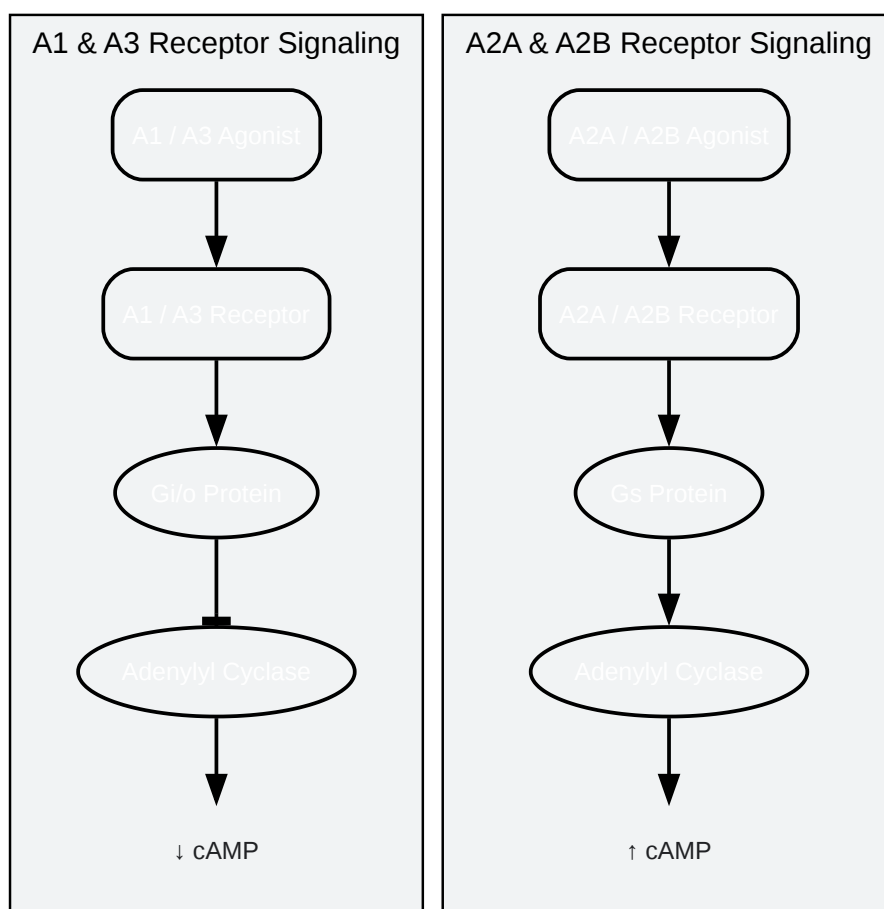 A1 & A3 Receptor Signaling
A1 / A3 Agonist
A1 / A3 Receptor
Gi/o Protein
Adenylyl Cyclase
↓ cAMP
A2A & A2B Receptor Signaling
A2A / A2B Agonist
A2A / A2B Receptor
Gs Protein
Adenylyl Cyclase
↑ cAMP